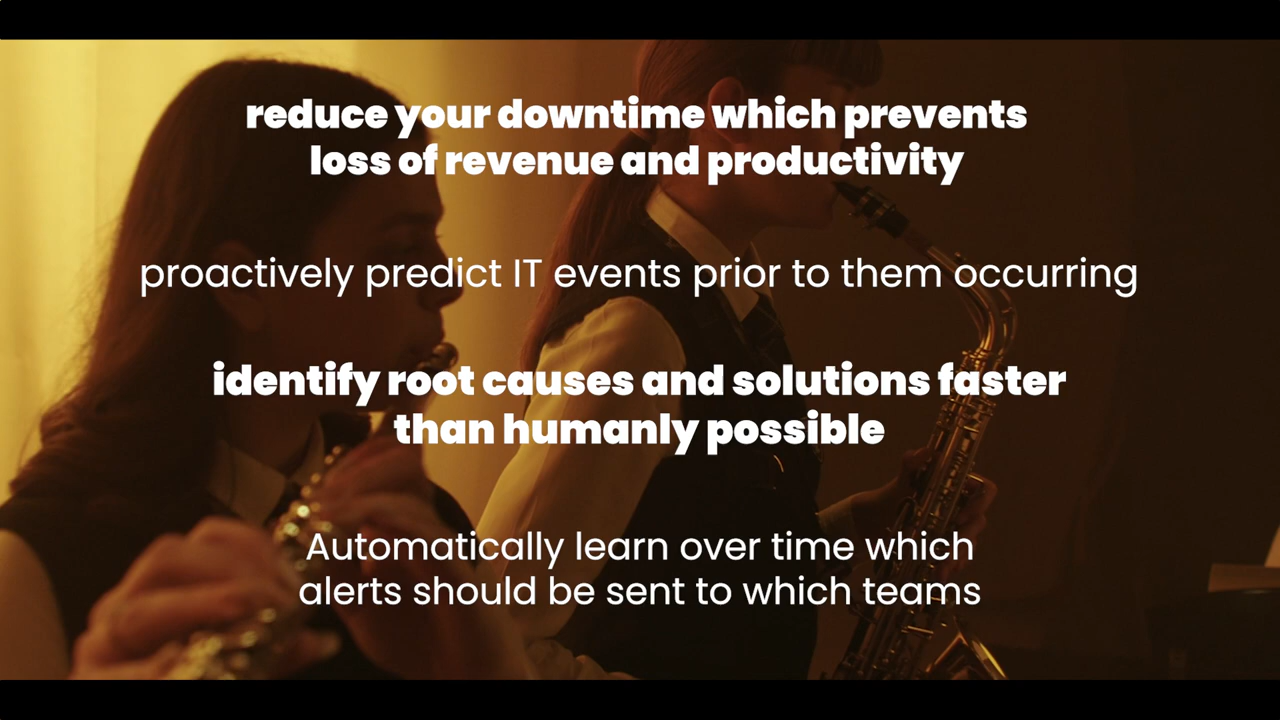 reduce your downtime which prevents
loss of revenue and productivity
proactively predict IT events prior to them occurring
identify root causes and solutions faster
than humanly possible
Automatically learn over time which
alerts should be sent to which teams